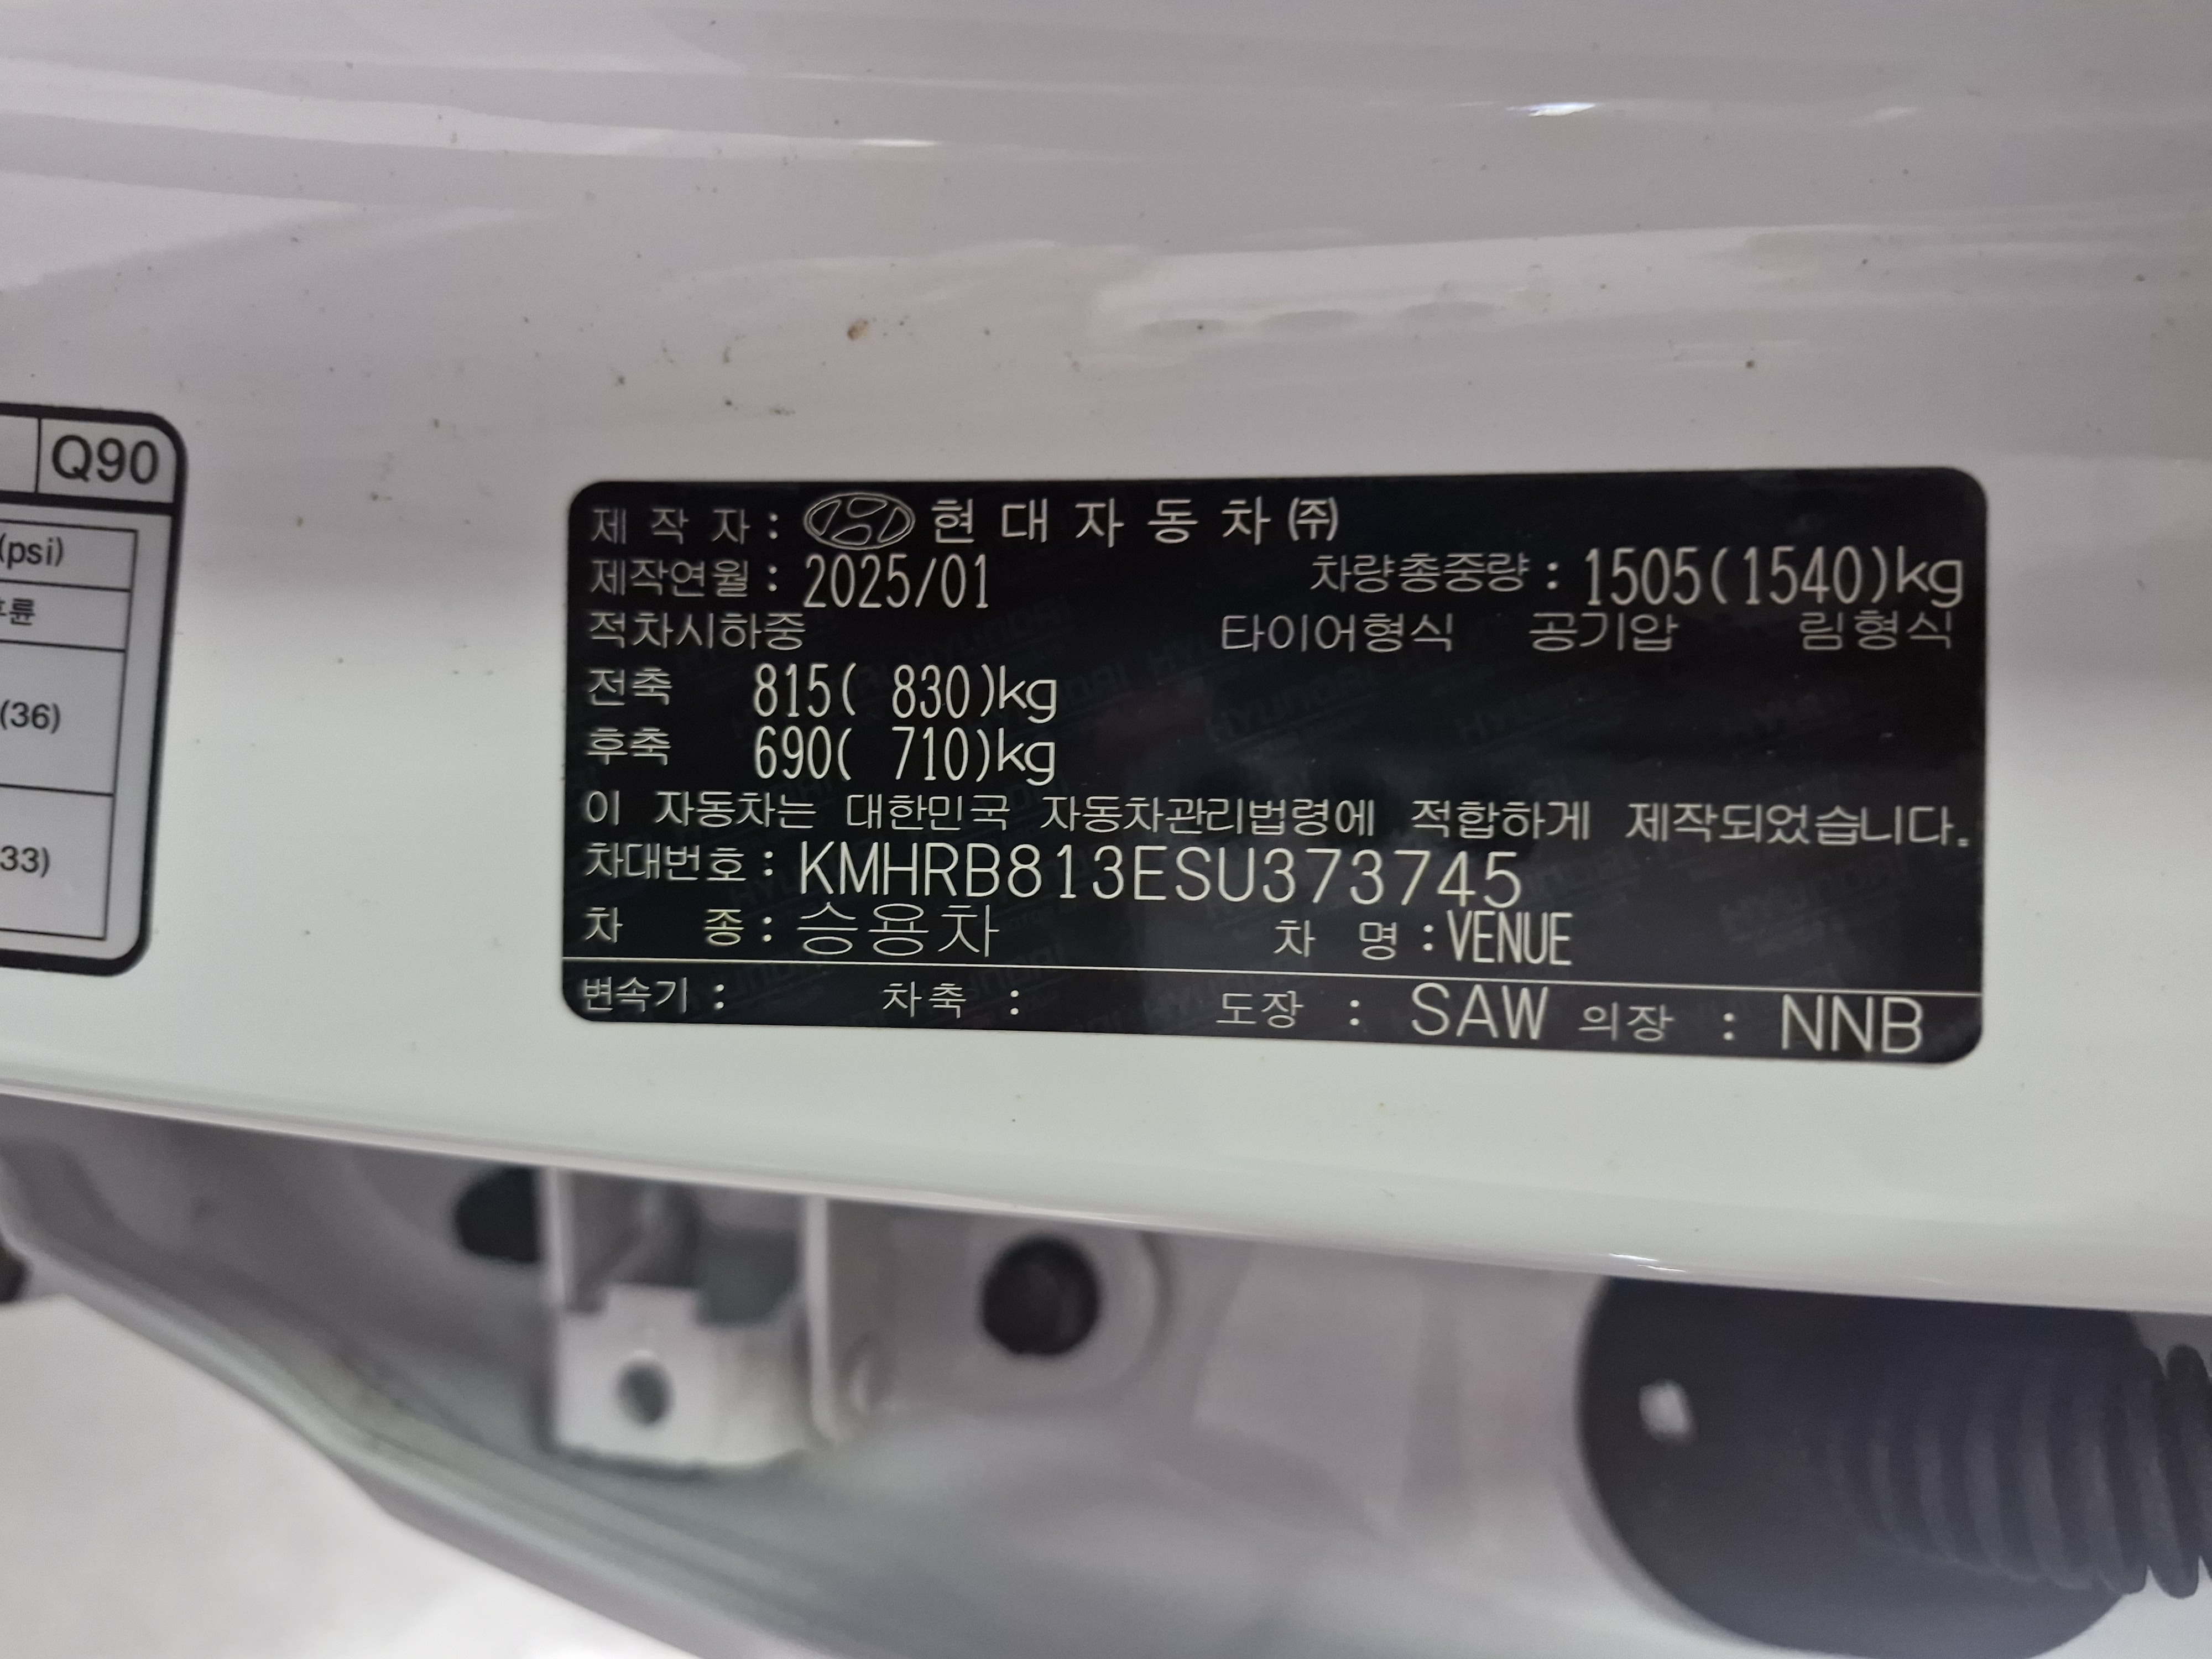 Q90
(psi)
후륜
(36)
33)
제 작 자 : 현 대 자 동 차 ㈜
제작연월 : 2025/01 차량총중량 : 1505(1540)kg
적차시하중 타이어형식 공기압 림형식
전축 815( 830)kg
후축 690( 710)kg
이 자동차는 대한민국 자동차관리법령에 적합하게 제작되었습니다.
차대번호 : KMHRB813ESU373745
차 종 : 승용차 차 명 : VENUE
변속기 : 차축 : 도장 : SAW 의장 : NNB